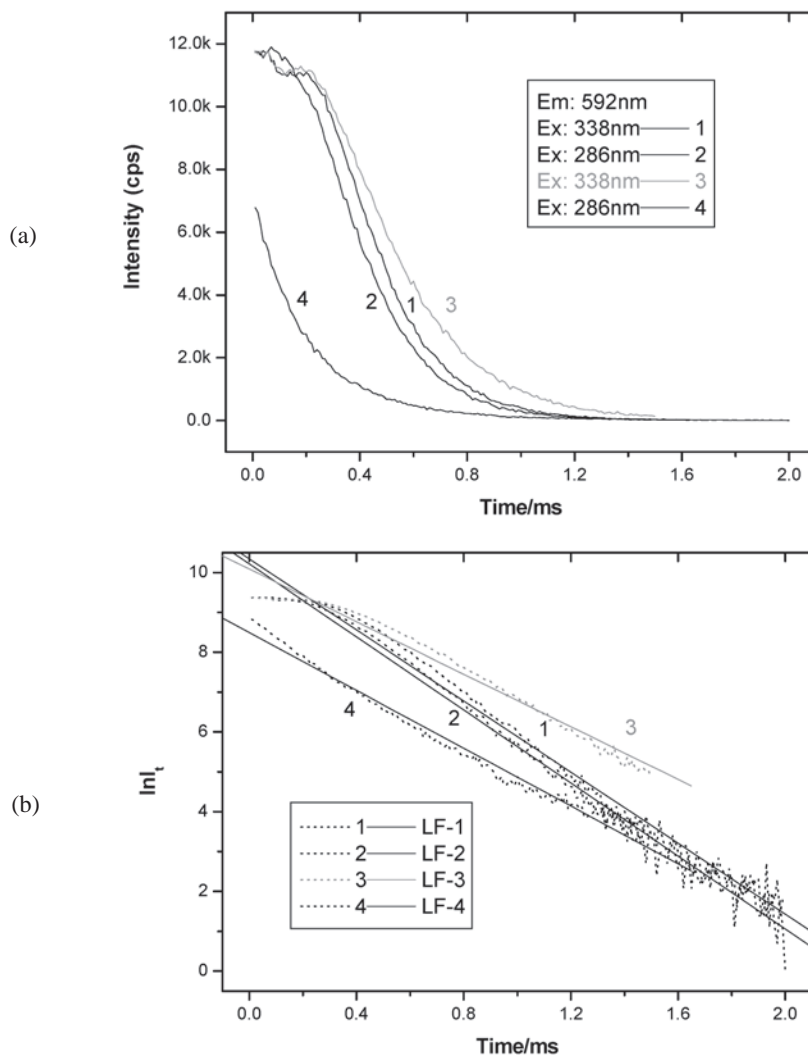 (a)
Intensity (cps)
12.0k
10.0k
8.0k
6.0k
4.0k
2.0k
0.0
Em: 592nm
Ex: 338nm 1
Ex: 286nm 2
Ex: 338nm 3
Ex: 286nm 4
4
2
1
3
0.0 0.4 0.8 1.2 1.6 2.0
Time/ms
(b)
lnIt
10
8
6
4
2
0
4
2
1
3
1 LF-1
2 LF-2
3 LF-3
4 LF-4
0.0 0.4 0.8 1.2 1.6 2.0
Time/ms